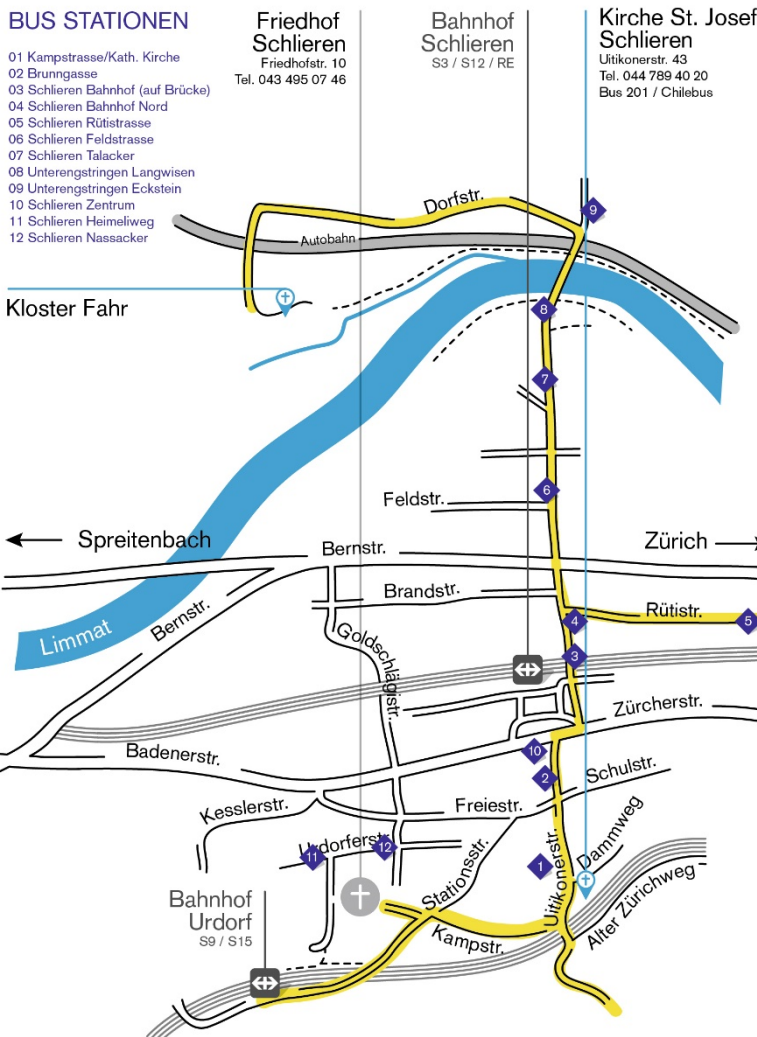 BUS STATIONEN
01 Kampstrasse/Kath. Kirche
02 Brunngasse
03 Schlieren Bahnhof (auf Brücke)
04 Schlieren Bahnhof Nord
05 Schlieren Rütistrasse
06 Schlieren Feldstrasse
07 Schlieren Talacker
08 Unterengstringen Langwisen
09 Unterengstringen Eckstein
10 Schlieren Zentrum
11 Schlieren Heimeliweg
12 Schlieren Nassacker
Friedhof
Schlieren
Friedhofstr. 10
Tel. 043 495 07 46
Bahnhof
Schlieren
S3 / S12 / RE
Kirche St. Josef
Schlieren
Uitikonerstr. 43
Tel. 044 789 40 20
Bus 201 / Chilebus
Dorfstr.
9
Autobahn
Kloster Fahr
8
7
6
Feldstr.
Spreitenbach
Bernstr.
Zürich
Brandstr.
Bernstr.
Rütistr.
4
5
Limmat
Goldschlägistr.
3
Zürcherstr.
Badenerstr.
10
2
Schulstr.
Kesslerstr.
Freiestr.
Urdorferstr.
11
12
Stationsstr.
Uitikonerstr.
1
Dammweg
Bahnhof
Urdorf
S9 / S15
Kampstr.
Alter Zürichweg